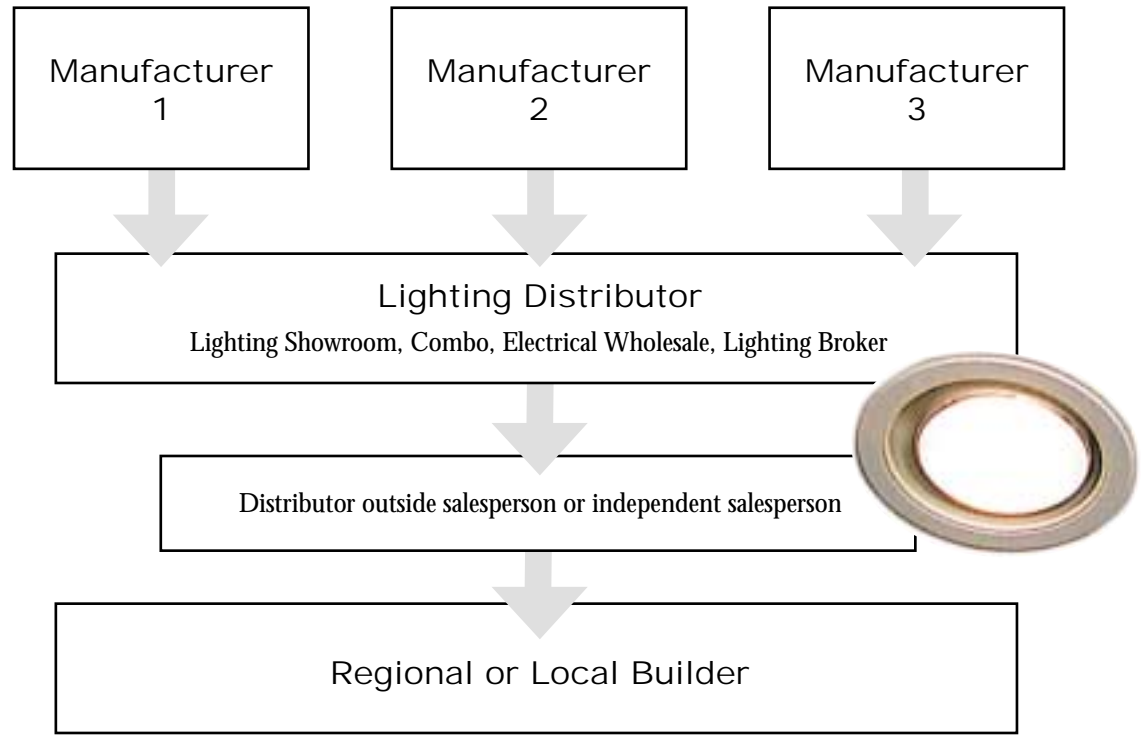 Manufacturer
1
Manufacturer
2
Manufacturer
3
Lighting Distributor
Lighting Showroom, Combo, Electrical Wholesale, Lighting Broker
Distributor outside salesperson or independent salesperson
Regional or Local Builder